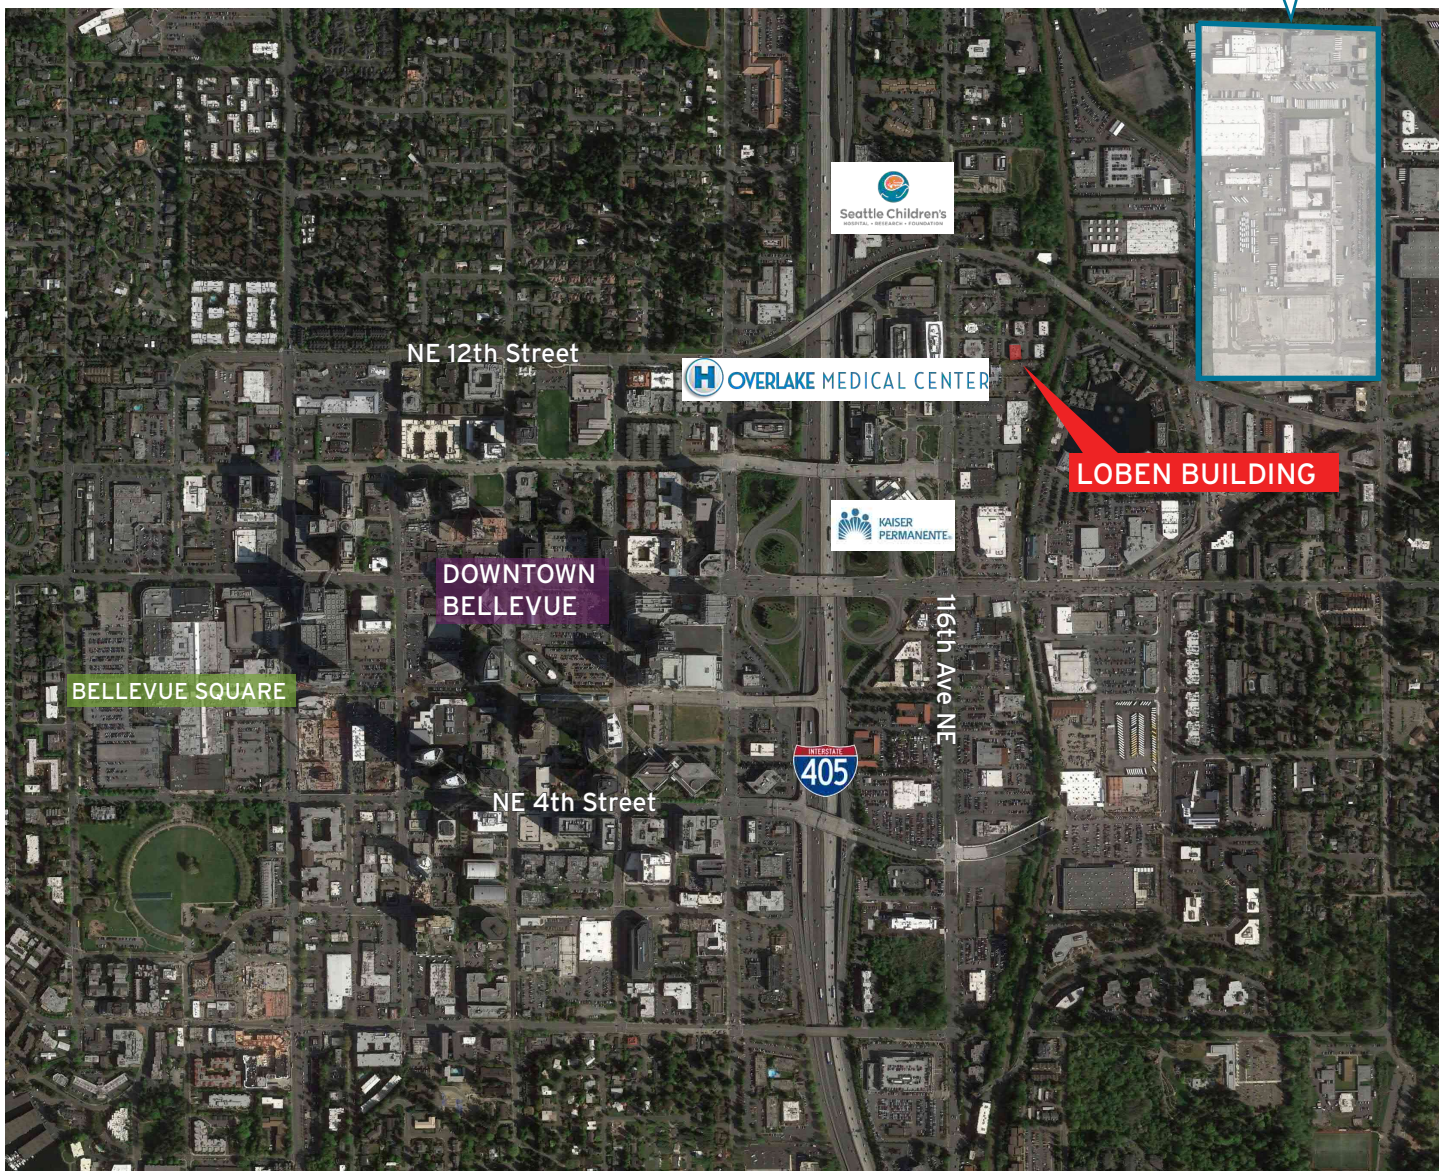 Seattle Children's
HOSPITAL • RESEARCH • FOUNDATION
NE 12th Street
H OVERLAKE MEDICAL CENTER
LOBEN BUILDING
KAISER
PERMANENTE®
DOWNTOWN
BELLEVUE
116th Ave NE
BELLEVUE SQUARE
INTERSTATE
405
NE 4th Street